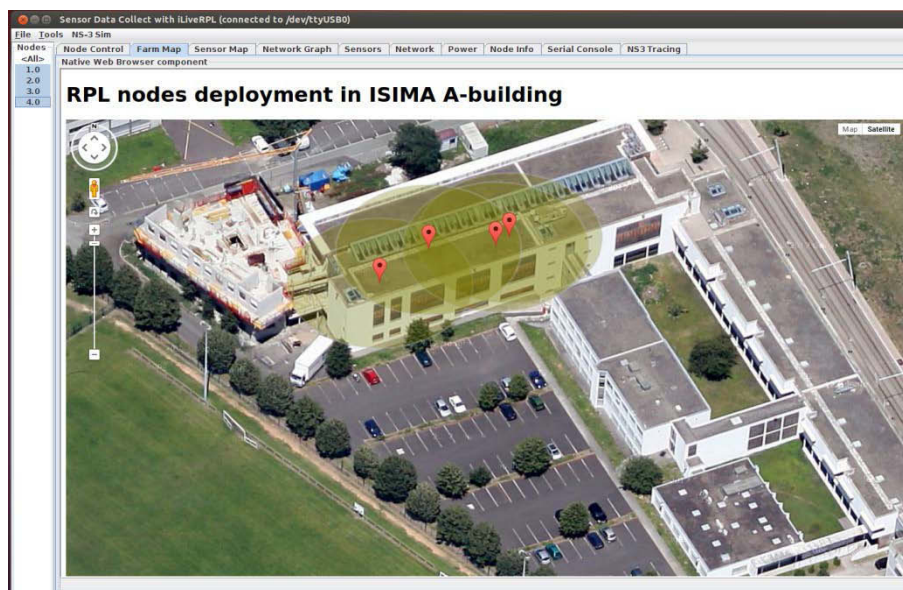 Sensor Data Collect with iLiveRPL (connected to /dev/ttyUSB0)
File Tools NS-3 Sim
Nodes
<All>
1.0
2.0
3.0
4.0
Node Control Farm Map Sensor Map Network Graph Sensors Network Power Node Info Serial Console NS3 Tracing
Native Web Browser component
RPL nodes deployment in ISIMA A-building
N
Map Satellite